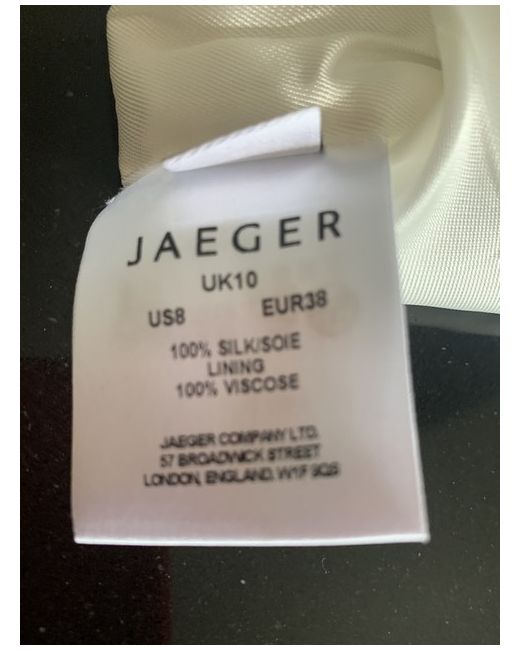 JAEGER
UK10
US8 EUR38
100% SILK/SOIE
LINING
100% VISCOSE
JAEGER COMPANY LTD.
57 BROADWICK STREET
LONDON, ENGLAND. W1F 9QS